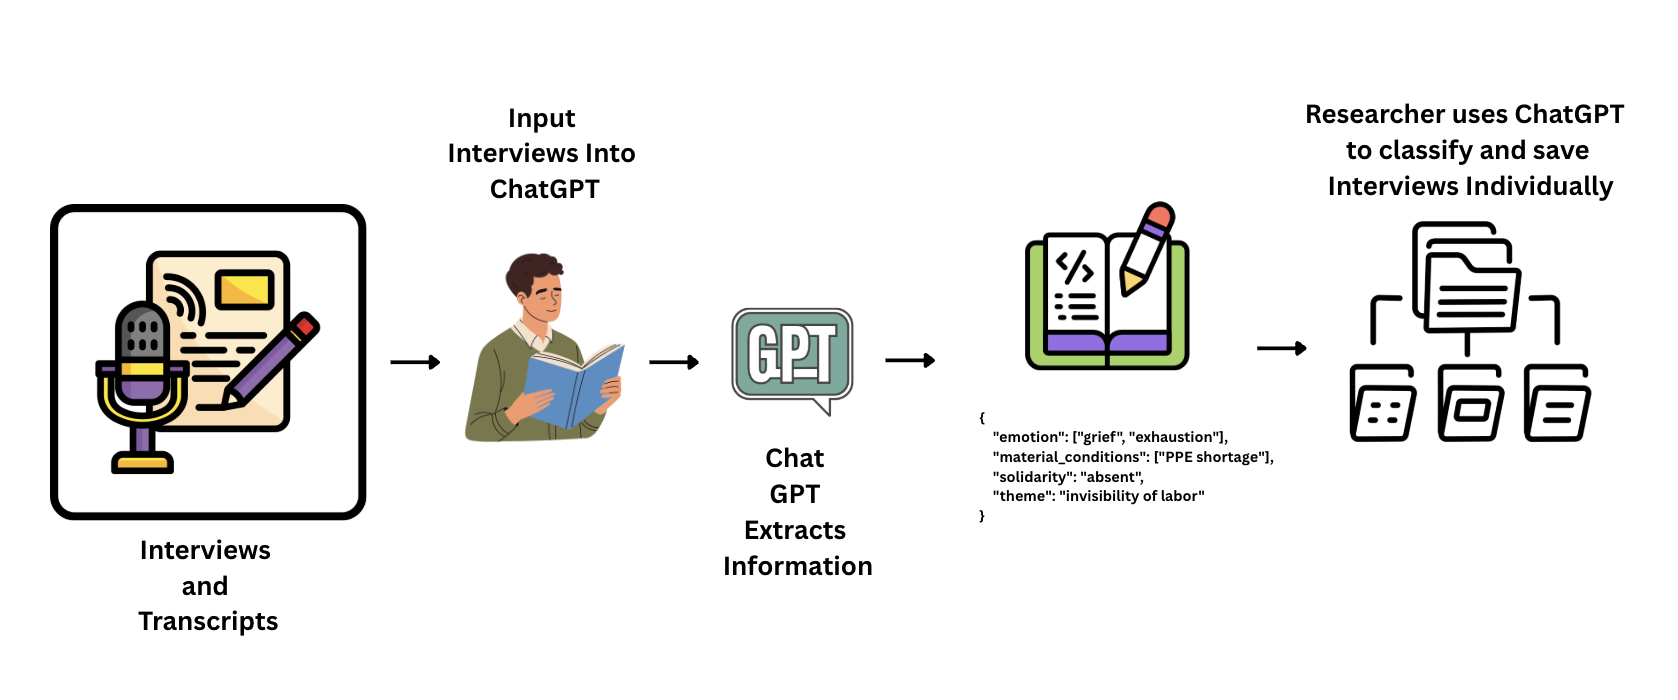 Interviews
and
Transcripts
Input
Interviews Into
ChatGPT
GPT
Chat
GPT
Extracts
Information
</>
{
"emotion": ["grief", "exhaustion"],
"material_conditions": ["PPE shortage"],
"solidarity": "absent",
"theme": "invisibility of labor"
}
Researcher uses ChatGPT
to classify and save
Interviews Individually